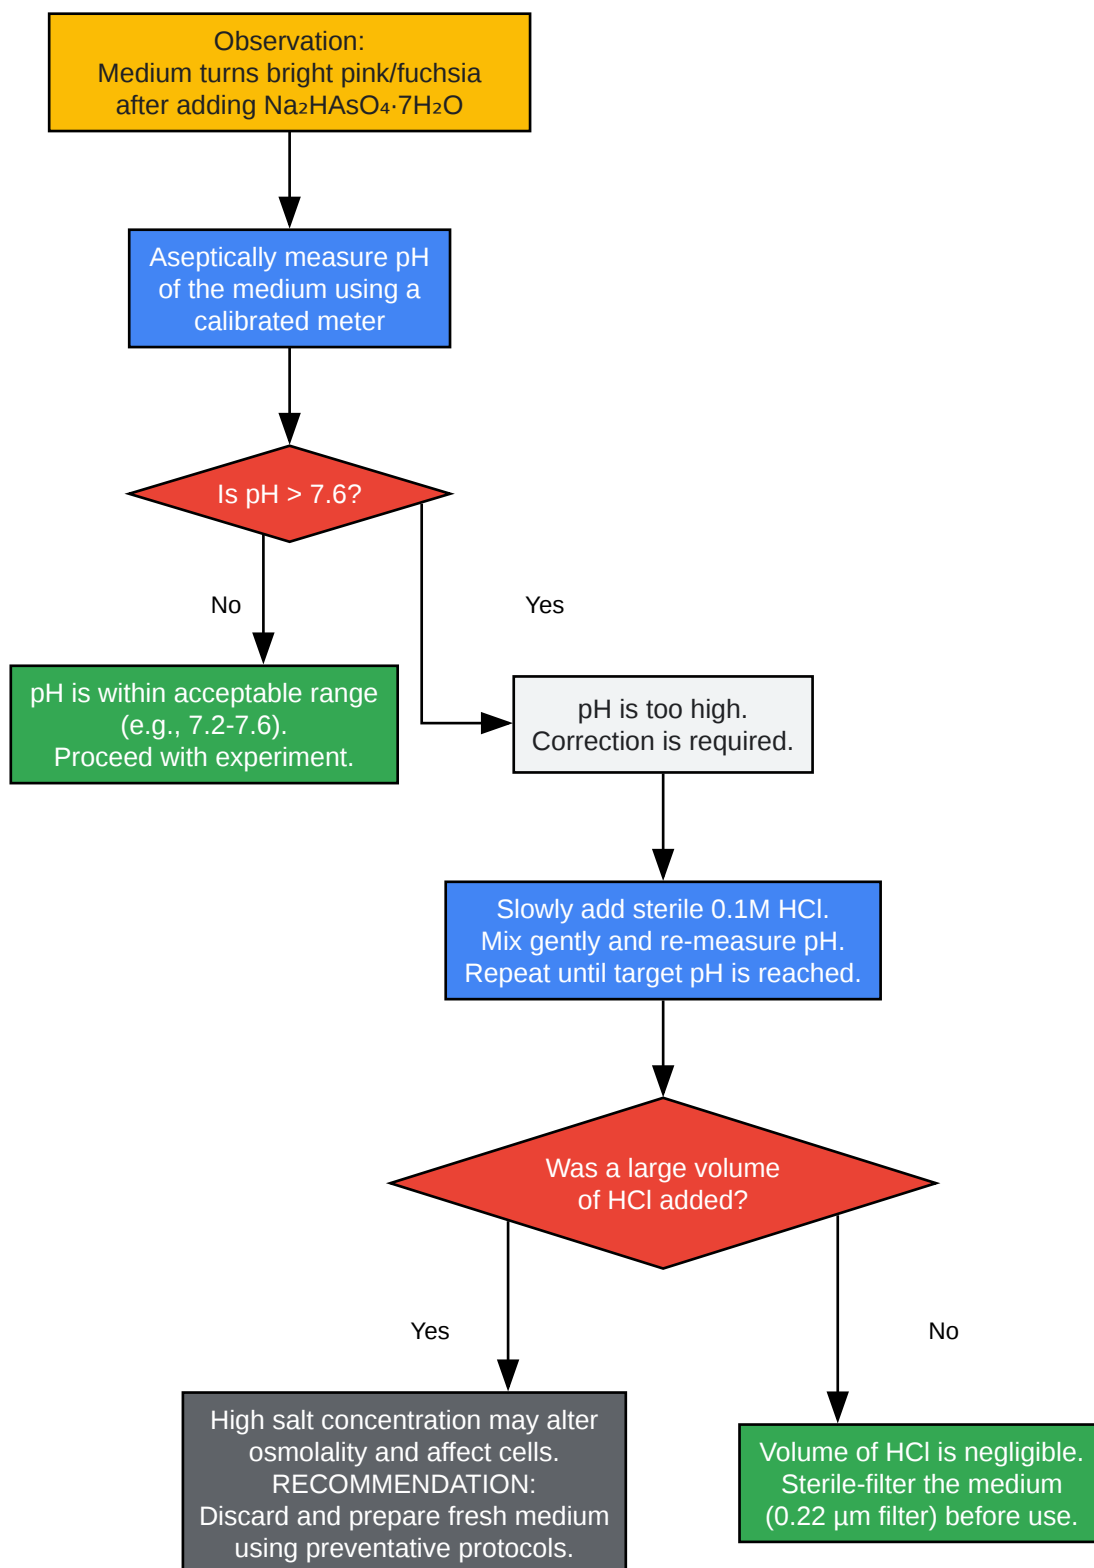 Observation:
Medium turns bright pink/fuchsia
after adding Na₂HAsO₄·7H₂O
Aseptically measure pH
of the medium using a
calibrated meter
Is pH > 7.6?
No
Yes
pH is within acceptable range
(e.g., 7.2-7.6).
Proceed with experiment.
pH is too high.
Correction is required.
Slowly add sterile 0.1M HCl.
Mix gently and re-measure pH.
Repeat until target pH is reached.
Was a large volume
of HCl added?
Yes
No
High salt concentration may alter
osmolality and affect cells.
RECOMMENDATION:
Discard and prepare fresh medium
using preventative protocols.
Volume of HCl is negligible.
Sterile-filter the medium
(0.22 µm filter) before use.